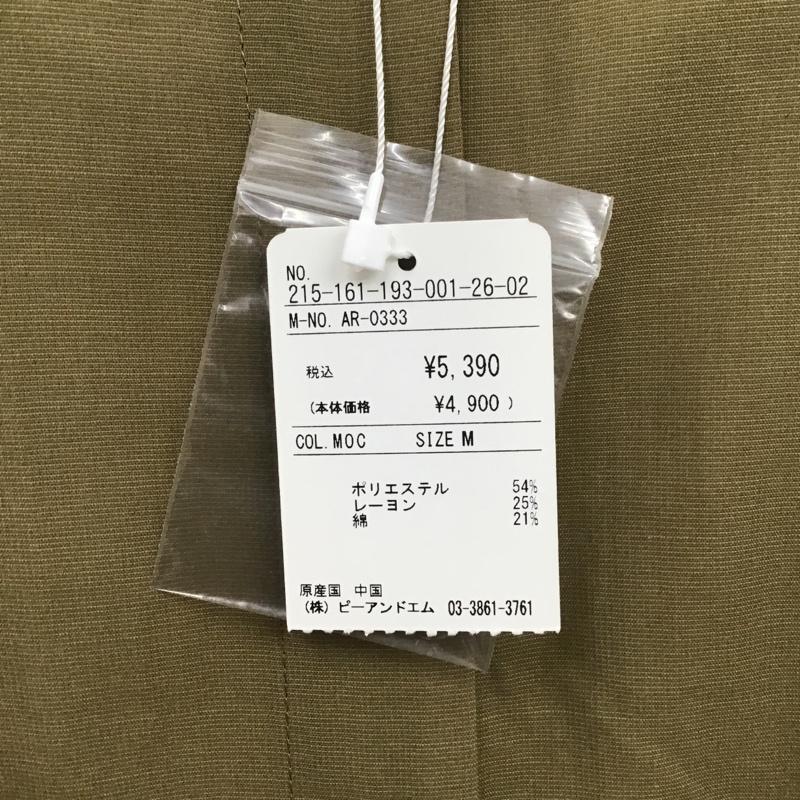 NO.
215-161-193-001-26-02
M-NO. AR-0333
税込 ¥5,390
(本体価格 ¥4,900 )
COL.MOC SIZE M
ポリエステル 54%
レーヨン 25%
綿 21%
原産国 中国
(株) ピーアンドエム 03-3861-3761